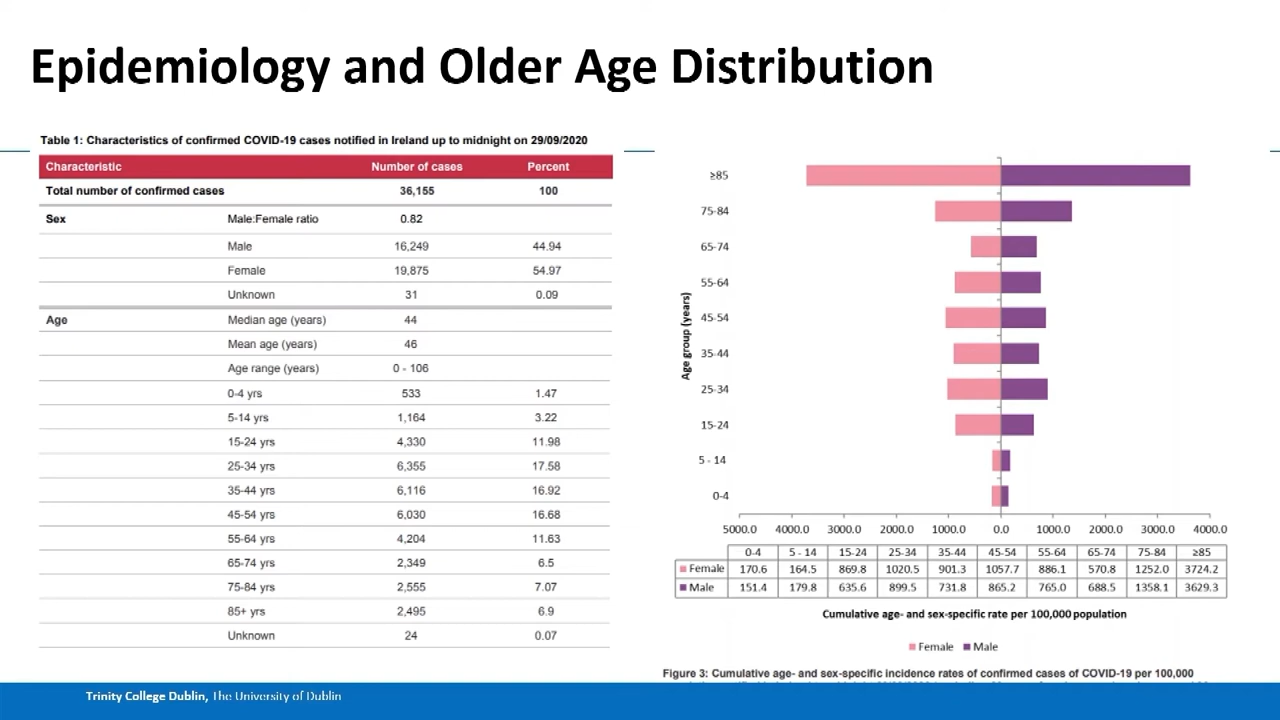 Epidemiology and Older Age Distribution
Table 1: Characteristics of confirmed COVID-19 cases notified in Ireland up to midnight on 29/09/2020
Characteristic Number of cases Percent
Total number of confirmed cases 36,155 100
Sex Male:Female ratio 0.82
Male 16,249 44.94
Female 19,875 54.97
Unknown 31 0.09
Age Median age (years) 44
Mean age (years) 46
Age range (years) 0 - 106
0-4 yrs 533 1.47
5-14 yrs 1,164 3.22
15-24 yrs 4,330 11.98
25-34 yrs 6,355 17.58
35-44 yrs 6,116 16.92
45-54 yrs 6,030 16.68
55-64 yrs 4,204 11.63
65-74 yrs 2,349 6.5
75-84 yrs 2,555 7.07
85+ yrs 2,495 6.9
Unknown 24 0.07
Age group (years)
≥85
75-84
65-74
55-64
45-54
35-44
25-34
15-24
5 - 14
0-4
5000.0 4000.0 3000.0 2000.0 1000.0 0.0 1000.0 2000.0 3000.0 4000.0
0-4 5 - 14 15-24 25-34 35-44 45-54 55-64 65-74 75-84 ≥85
Female 170.6 164.5 869.8 1020.5 901.3 1057.7 886.1 570.8 1252.0 3724.2
Male 151.4 179.8 635.6 899.5 731.8 865.2 765.0 688.5 1358.1 3629.3
Cumulative age- and sex-specific rate per 100,000 population
Female Male
Figure 3: Cumulative age- and sex-specific incidence rates of confirmed cases of COVID-19 per 100,000
Trinity College Dublin, The University of Dublin